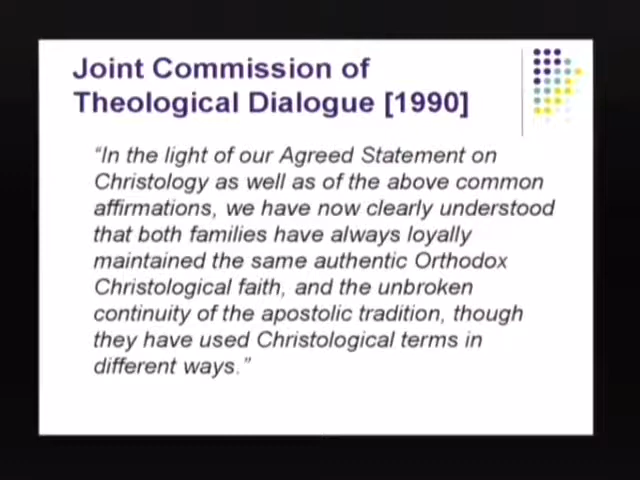 Joint Commission of
Theological Dialogue [1990]
“In the light of our Agreed Statement on
Christology as well as of the above common
affirmations, we have now clearly understood
that both families have always loyally
maintained the same authentic Orthodox
Christological faith, and the unbroken
continuity of the apostolic tradition, though
they have used Christological terms in
different ways.”